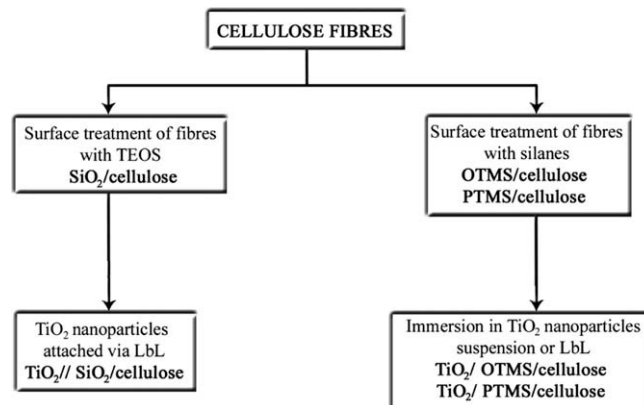 CELLULOSE FIBRES
Surface treatment of fibres
with TEOS
SiO₂/cellulose
Surface treatment of fibres
with silanes
OTMS/cellulose
PTMS/cellulose
TiO₂ nanoparticles
attached via LbL
TiO₂// SiO₂/cellulose
Immersion in TiO₂ nanoparticles
suspension or LbL
TiO₂/ OTMS/cellulose
TiO₂/ PTMS/cellulose